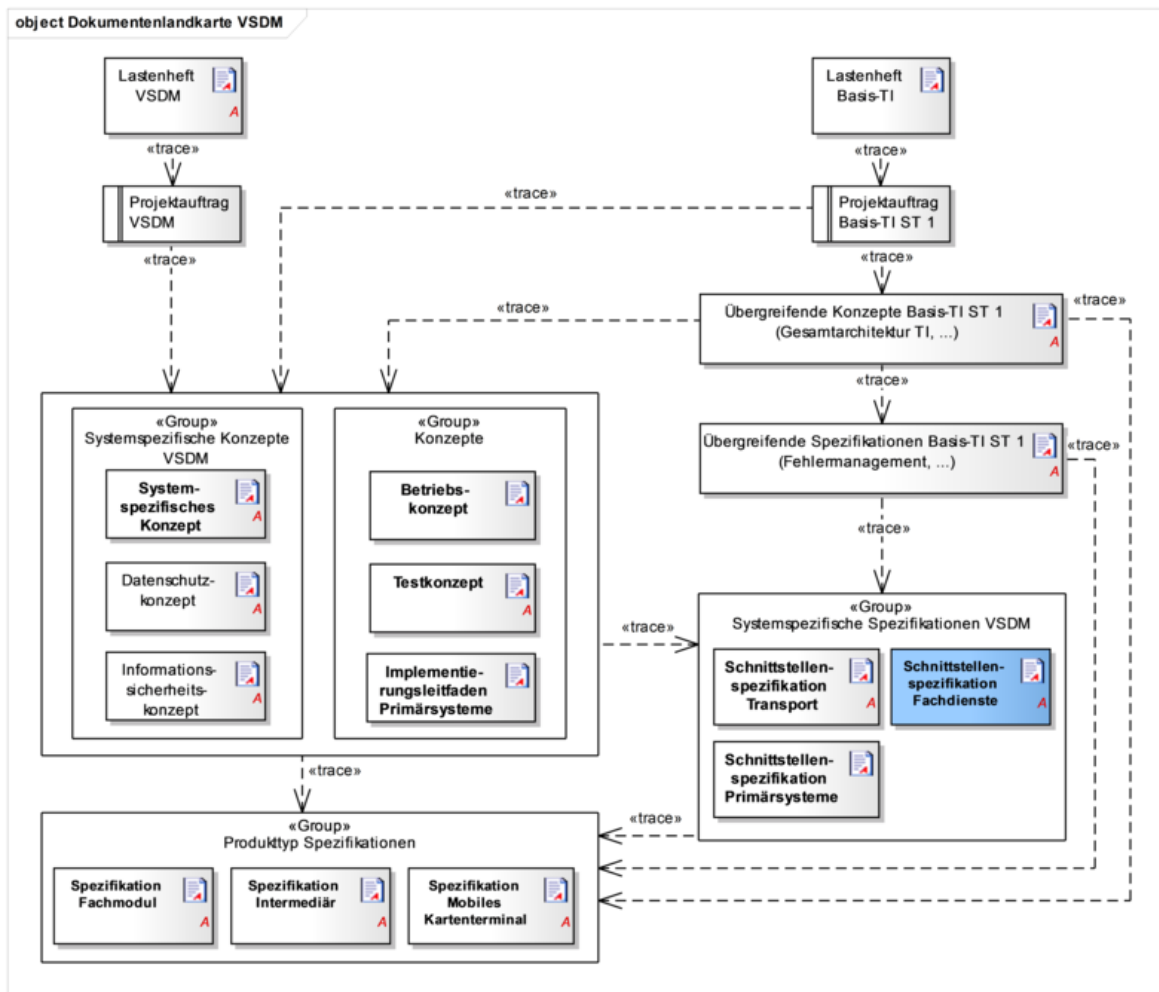 object Dokumentenlandkarte VSDM
Lastenheft
VSDM
A
Lastenheft
Basis-TI
«trace»
«trace»
Projektauftrag
VSDM
«trace»
Projektauftrag
Basis-TI ST 1
«trace»
«trace»
«trace»
Übergreifende Konzepte Basis-TI ST 1
(Gesamtarchitektur TI, ...)
A
«trace»
«trace»
Übergreifende Spezifikationen Basis-TI ST 1
(Fehlermanagement, ...)
A
«trace»
«trace»
«Group»
Systemspezifische Konzepte
VSDM
System-
spezifisches
Konzept
A
Datenschutz-
konzept
A
Informations-
sicherheits-
konzept
A
«Group»
Konzepte
Betriebs-
konzept
Testkonzept
Implementie-
rungsleitfaden
Primärsysteme
«trace»
«trace»
«Group»
Systemspezifische Spezifikationen VSDM
Schnittstellen-
spezifikation
Transport
A
Schnittstellen-
spezifikation
Fachdienste
A
Schnittstellen-
spezifikation
Primärsysteme
«trace»
«trace»
«Group»
Produkttyp Spezifikationen
Spezifikation
Fachmodul
A
Spezifikation
Intermediär
A
Spezifikation
Mobiles
Kartenterminal
A